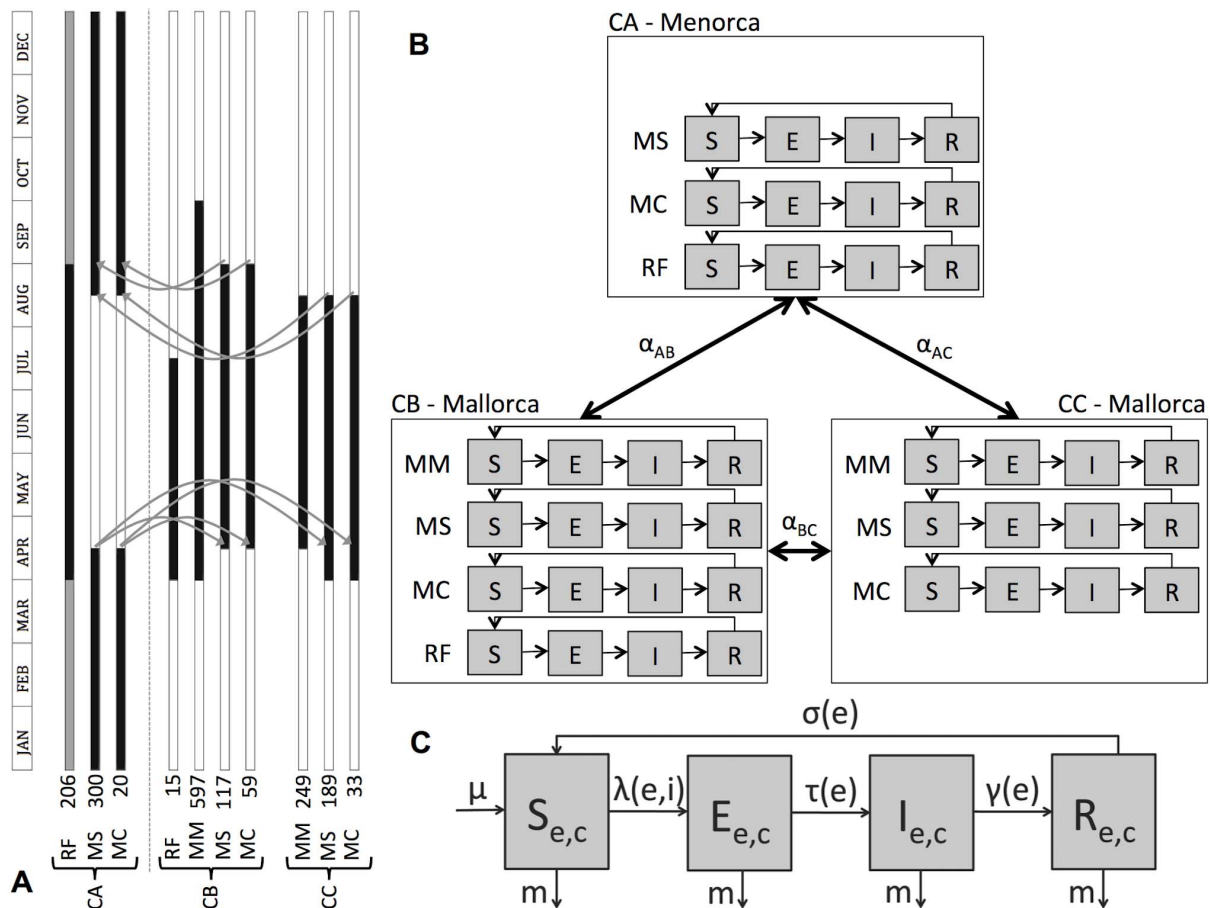 DEC
NOV
OCT
SEP
AUG
JUL
JUN
MAY
APR
MAR
FEB
JAN
206 300 20 15 597 117 59 249 189 33
RF MS MC RF MM MS MC MM MS MC
CA CB CC
A
B
CA - Menorca
MS S E I R
MC S E I R
RF S E I R
αAB αAC
CB - Mallorca
MM S E I R
MS S E I R
MC S E I R
RF S E I R
αBC
CC - Mallorca
MM S E I R
MS S E I R
MC S E I R
C
σ(e)
μ λ(e,i) τ(e) γ(e)
Se,c Ee,c Ie,c Re,c
m m m m